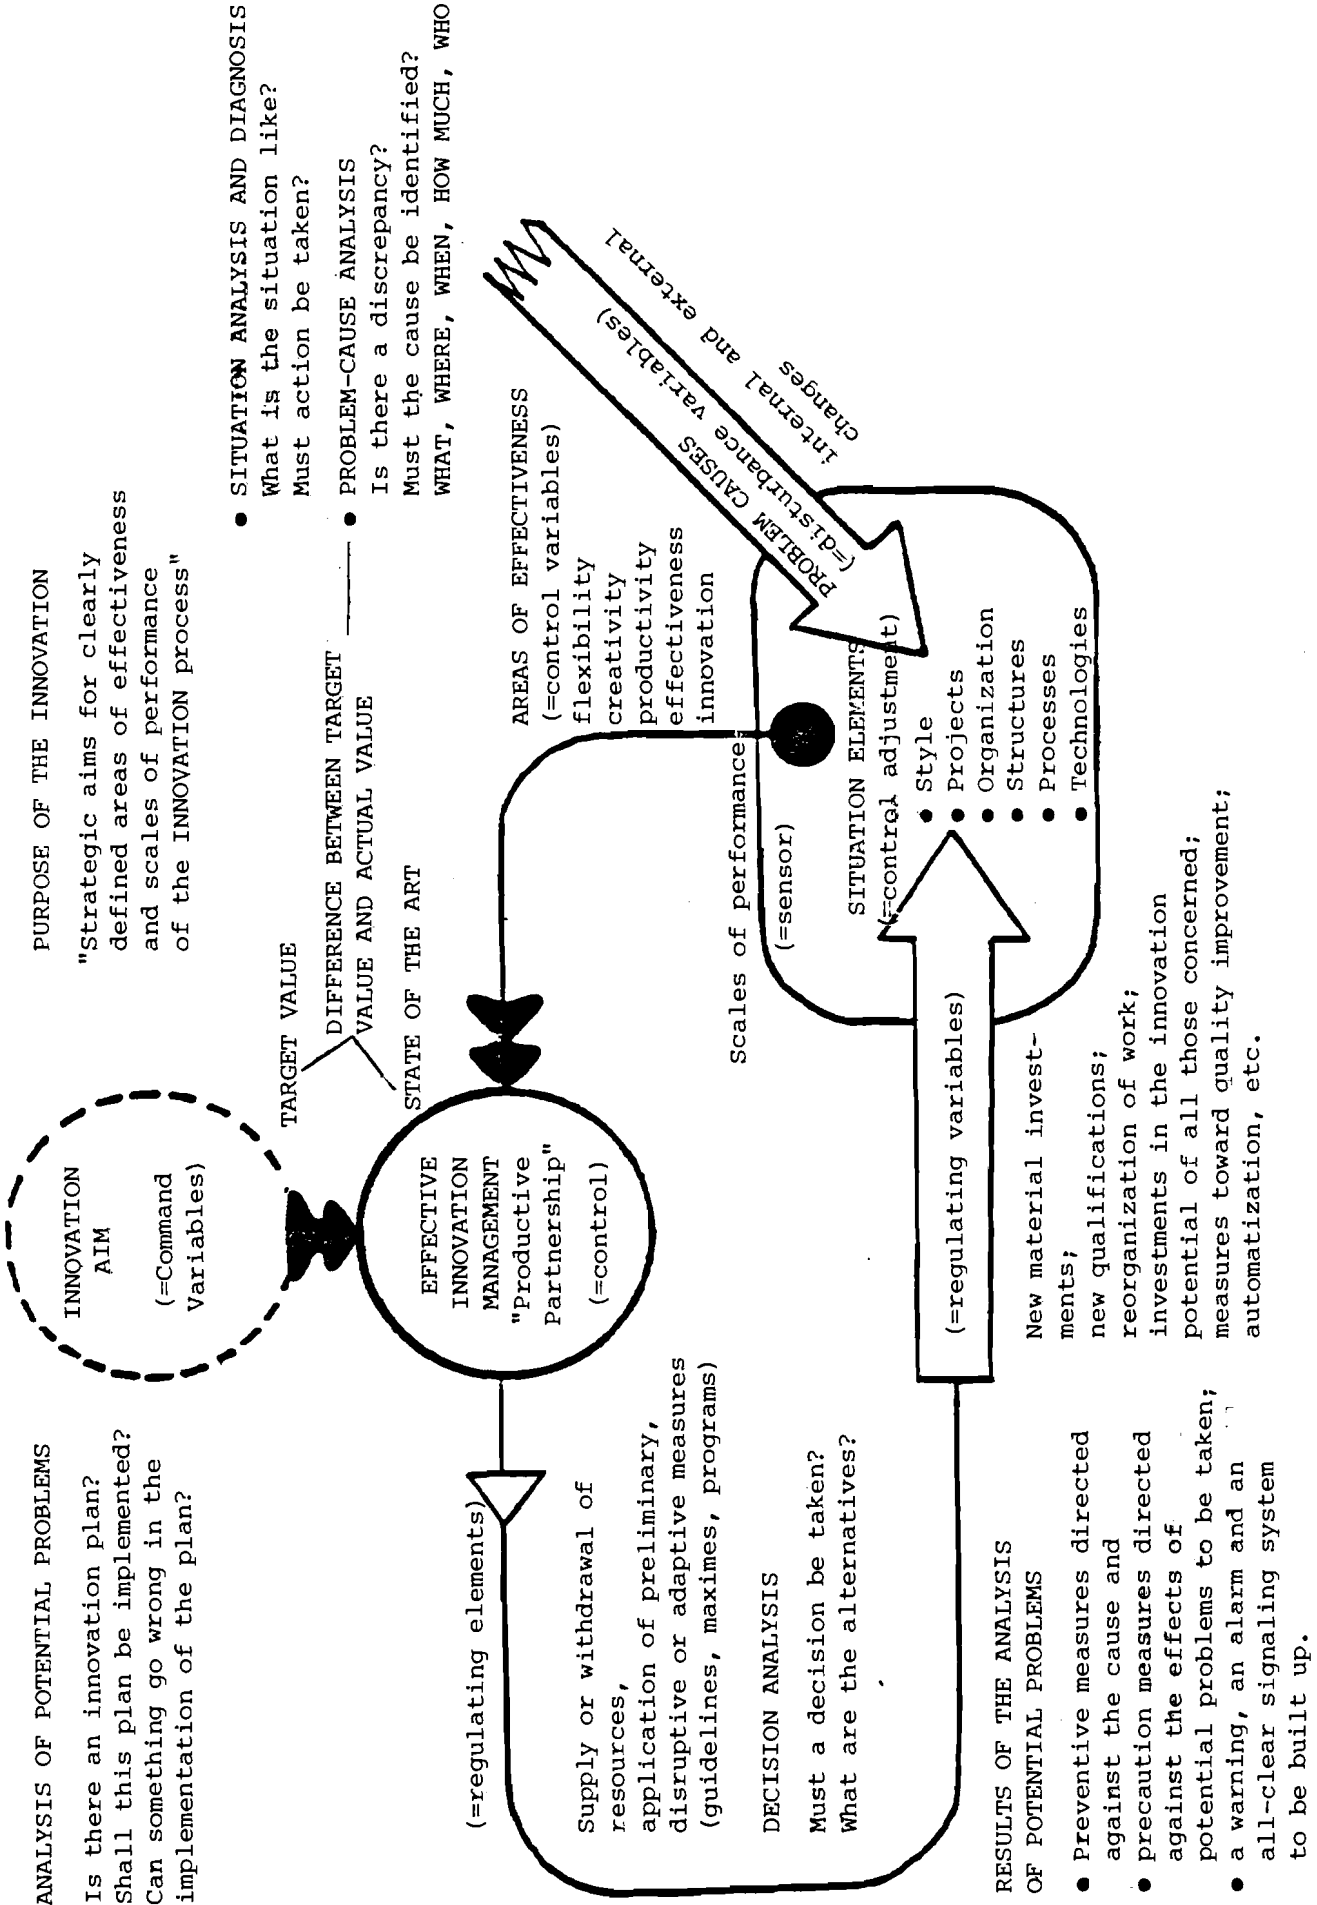 ANALYSIS OF POTENTIAL PROBLEMS
Is there an innovation plan?
Shall this plan be implemented?
Can something go wrong in the
implementation of the plan?
INNOVATION
AIM
(=Command
Variables)
PURPOSE OF THE INNOVATION
"Strategic aims for clearly
defined areas of effectiveness
and scales of performance
of the INNOVATION process"
TARGET VALUE
DIFFERENCE BETWEEN TARGET
VALUE AND ACTUAL VALUE
STATE OF THE ART
● SITUATION ANALYSIS AND DIAGNOSIS
What is the situation like?
Must action be taken?
● PROBLEM-CAUSE ANALYSIS
Is there a discrepancy?
Must the cause be identified?
WHAT, WHERE, WHEN, HOW MUCH, WHO
EFFECTIVE
INNOVATION
MANAGEMENT
"Productive
Partnership"
(=control)
(=regulating elements)
Supply or withdrawal of
resources,
application of preliminary,
disruptive or adaptive measures
(guidelines, maximes, programs)
DECISION ANALYSIS
Must a decision be taken?
What are the alternatives?
AREAS OF EFFECTIVENESS
(=control variables)
flexibility
creativity
productivity
effectiveness
innovation
Scales of performance
(=sensor)
PROBLEM CAUSES
(=disturbance variables)
internal and external
changes
SITUATION ELEMENTS
(=control adjustment)
● Style
● Projects
● Organization
● Structures
● Processes
● Technologies
(=regulating variables)
New material invest-
ments;
new qualifications;
reorganization of work;
investments in the innovation
potential of all those concerned;
measures toward quality improvement;
automatization, etc.
RESULTS OF THE ANALYSIS
OF POTENTIAL PROBLEMS
● Preventive measures directed
against the cause and
● precaution measures directed
against the effects of
potential problems to be taken;
● a warning, an alarm and an
all-clear signaling system
to be built up.